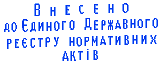 Внесено
до Єдиного Державного
реєстру нормативних
актів